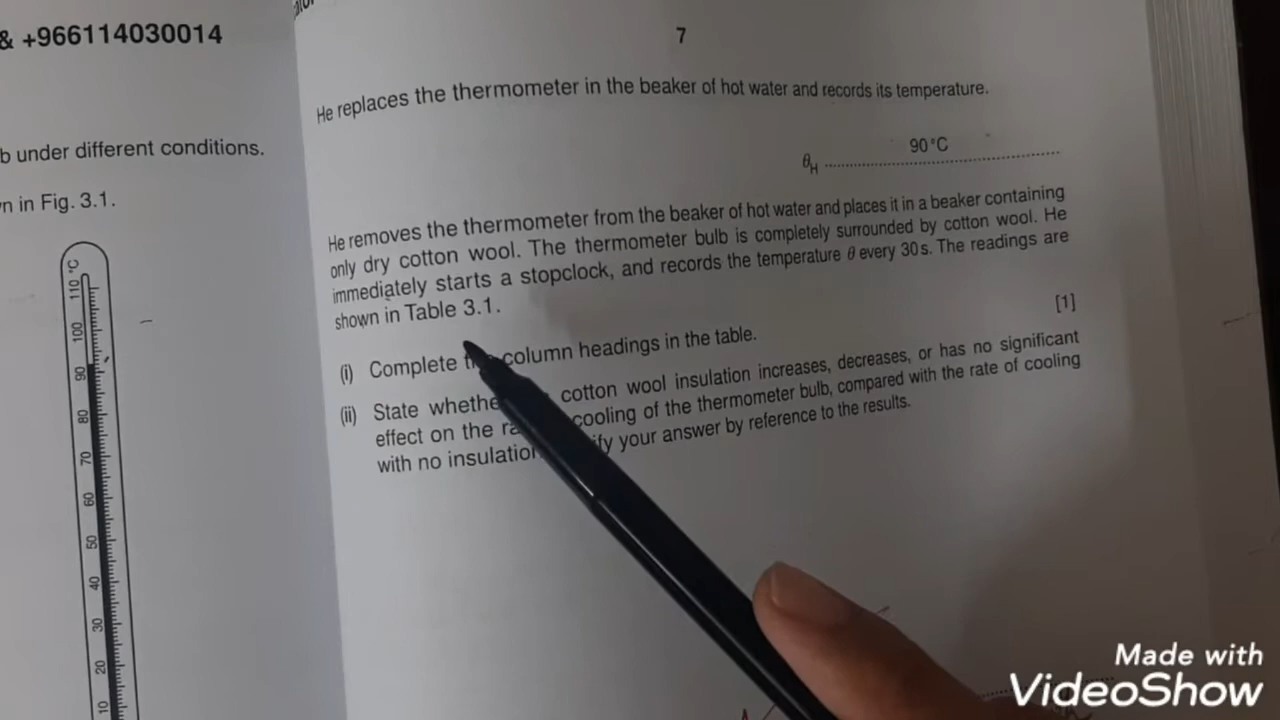 & +966114030014
b under different conditions.
n in Fig. 3.1.
°C
110
100
90
80
70
60
50
40
30
20
10
7
He replaces the thermometer in the beaker of hot water and records its temperature.
θH 90°C
He removes the thermometer from the beaker of hot water and places it in a beaker containing
only dry cotton wool. The thermometer bulb is completely surrounded by cotton wool. He
immediately starts a stopclock, and records the temperature θ every 30s. The readings are
shown in Table 3.1.
(i) Complete column headings in the table. [1]
(ii) State cotton wool insulation increases, decreases, or has no significant
effect on the cooling of the thermometer bulb, compared with the rate of cooling
with no your answer by reference to the results.
Made with
VideoShow